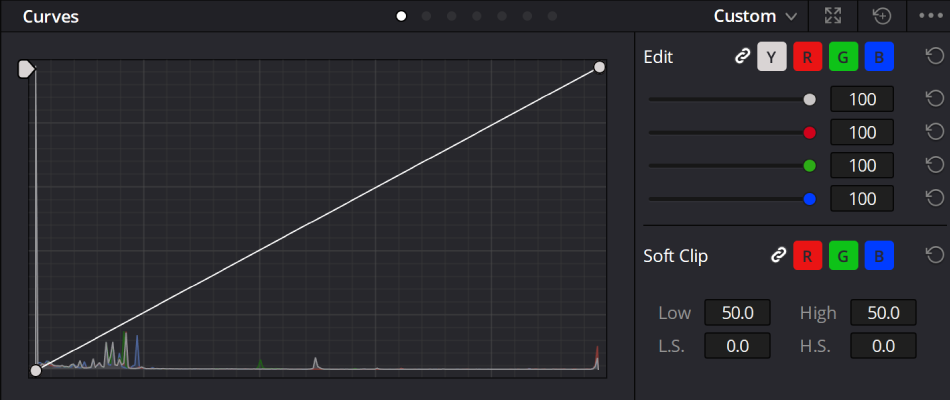 Curves Custom
Edit Y R G B
100
100
100
100
Soft Clip R G B
Low 50.0 High 50.0
L.S. 0.0 H.S. 0.0